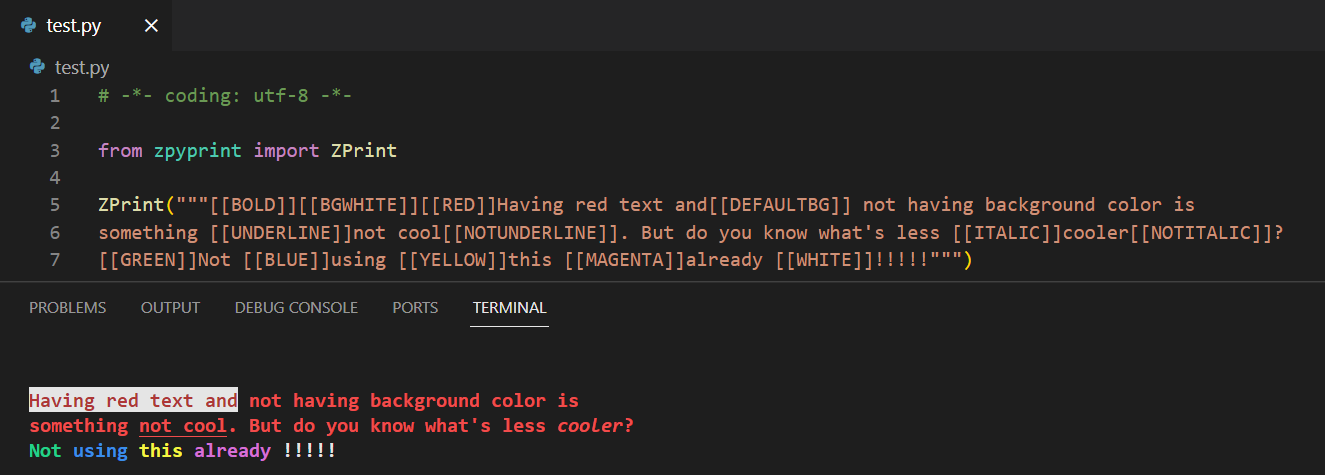 test.py
test.py
1 # -*- coding: utf-8 -*-
2
3 from zpyprint import ZPrint
4
5 ZPrint("""[[BOLD]][[BGWHITE]][[RED]]Having red text and[[DEFAULTBG]] not having background color is
6 something [[UNDERLINE]]not cool[[NOTUNDERLINE]]. But do you know what's less [[ITALIC]]cooler[[NOTITALIC]]?
7 [[GREEN]]Not [[BLUE]]using [[YELLOW]]this [[MAGENTA]]already [[WHITE]]!!!!!""")
PROBLEMS OUTPUT DEBUG CONSOLE PORTS TERMINAL
Having red text and not having background color is
something not cool. But do you know what's less cooler?
Not using this already !!!!!